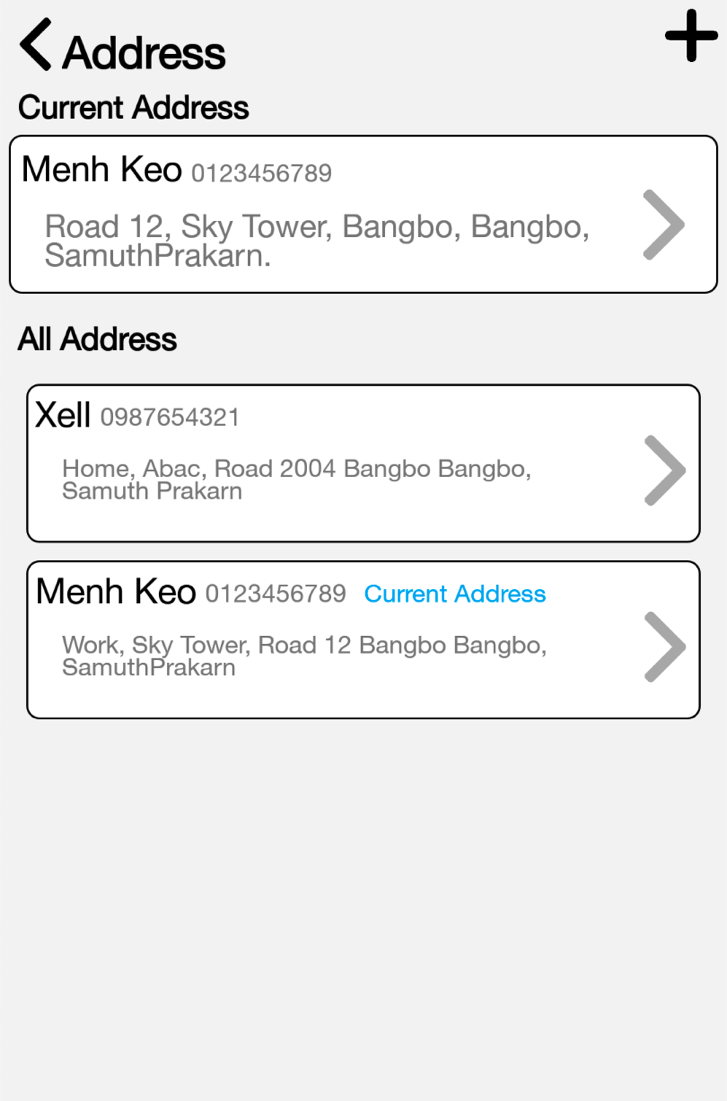 Address
Current Address
Menh Keo 0123456789
Road 12, Sky Tower, Bangbo, Bangbo,
SamuthPrakarn.
All Address
Xell 0987654321
Home, Abac, Road 2004 Bangbo Bangbo,
Samuth Prakarn
Menh Keo 0123456789 Current Address
Work, Sky Tower, Road 12 Bangbo Bangbo,
SamuthPrakarn